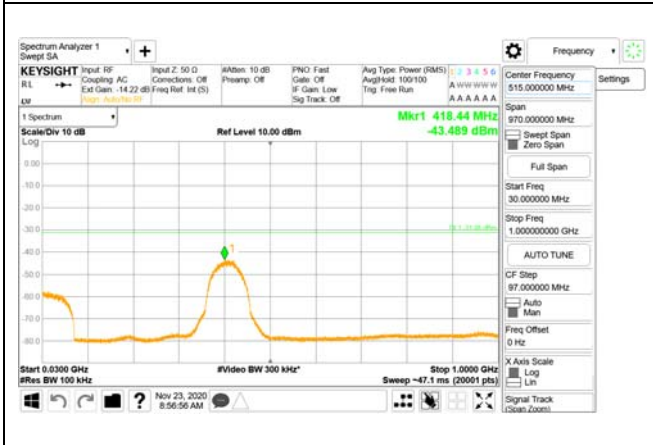 Spectrum Analyzer 1
Swept SA
Frequency
Settings
KEYSIGHT
RL
Input: RF
Coupling: AC
Ext Gain: -14.22 dB
Align: Auto/No RF
Input Z: 50 Ω
Corrections: Off
Freq Ref: Int (S)
#Atten: 10 dB
Preamp: Off
PNO: Fast
Gate: Off
IF Gain: Low
Sig Track: Off
Avg Type: Power (RMS)
Avg|Hold: 100/100
Trig: Free Run
1 2 3 4 5 6
A W W W W W
A A A A A A
1 Spectrum
Scale/Div 10 dB
Log
Ref Level 10.00 dBm
Mkr1 418.44 MHz
-43.489 dBm
0.00
-10.0
-20.0
-30.0
-40.0
-50.0
-60.0
-70.0
-80.0
1
Start 0.0300 GHz
#Res BW 100 kHz
#Video BW 300 kHz*
Stop 1.0000 GHz
Sweep ~47.1 ms (20001 pts)
Nov 23, 2020
8:56:56 AM
Center Frequency
515.000000 MHz
Span
970.000000 MHz
Swept Span
Zero Span
Full Span
Start Freq
30.000000 MHz
Stop Freq
1.000000000 GHz
AUTO TUNE
CF Step
97.000000 MHz
Auto
Man
Freq Offset
0 Hz
X Axis Scale
Log
Lin
Signal Track
(Span Zoom)